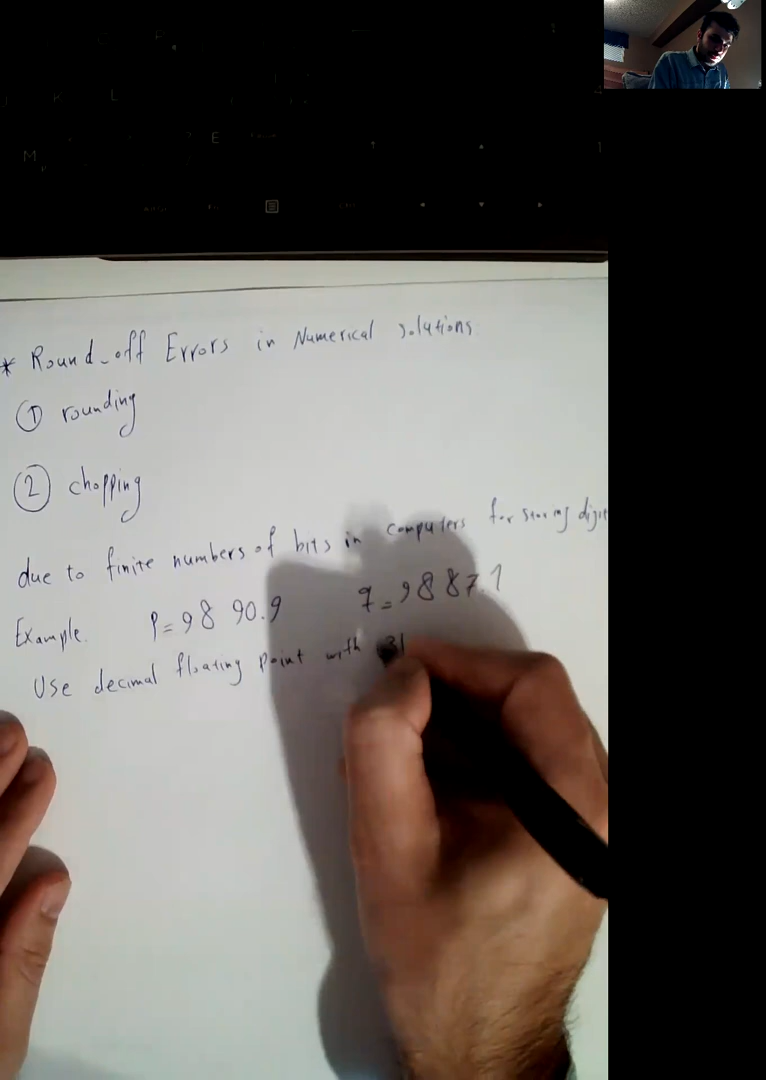 * Round-off Errors in Numerical solutions
① rounding
② chopping
due to finite numbers of bits in computers for storing digit
Example. P=9890.9 q=9887.1
Use decimal floating point with